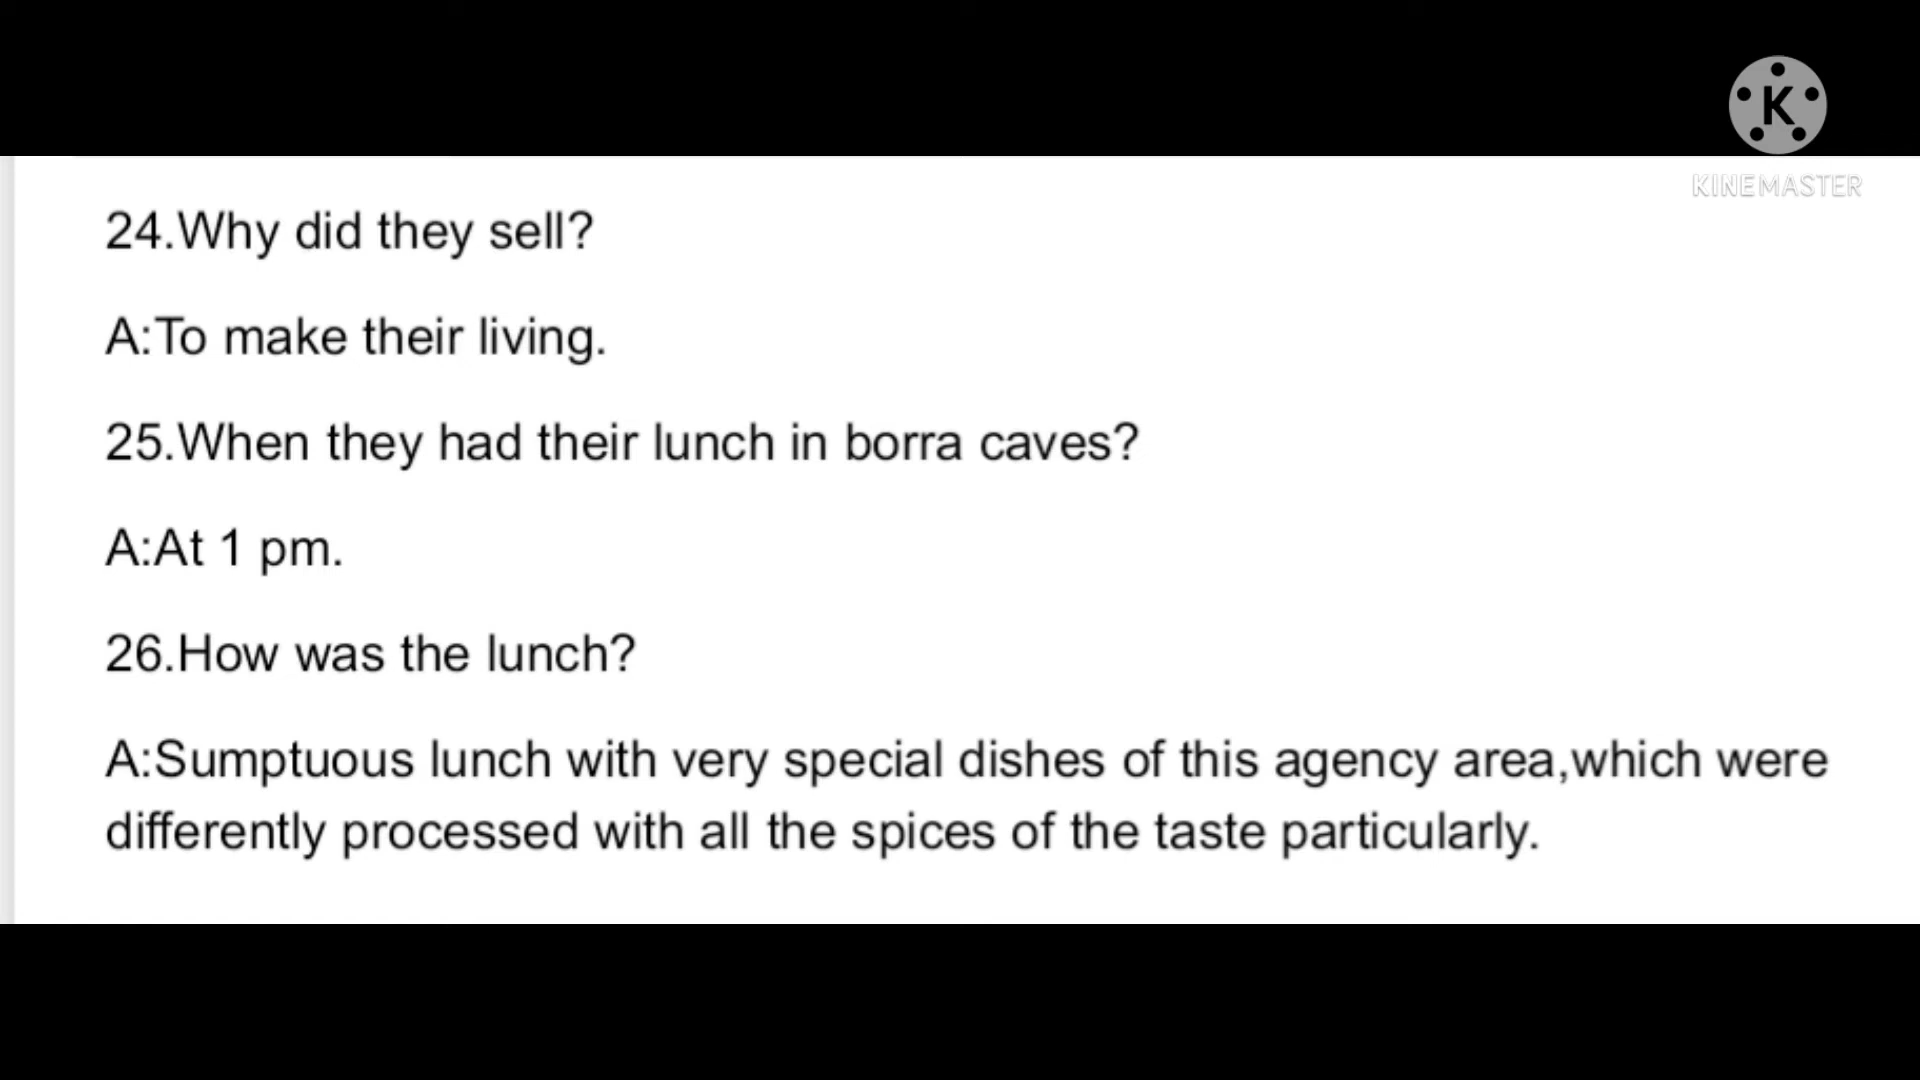 K
KINEMASTER
24.Why did they sell?
A:To make their living.
25.When they had their lunch in borra caves?
A:At 1 pm.
26.How was the lunch?
A:Sumptuous lunch with very special dishes of this agency area,which were
differently processed with all the spices of the taste particularly.